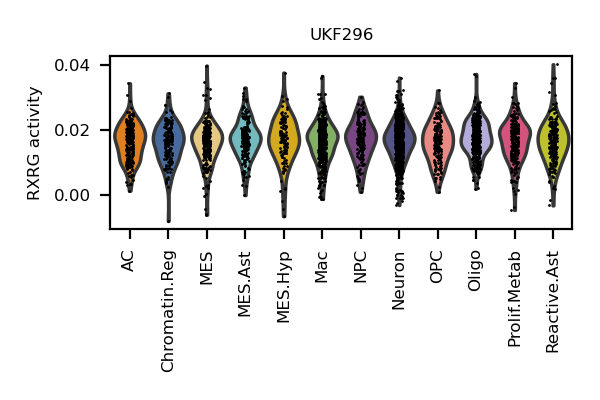 UKF296
RXRG activity
0.04
0.02
0.00
AC
Chromatin.Reg
MES
MES.Ast
MES.Hyp
Mac
NPC
Neuron
OPC
Oligo
Prolif.Metab
Reactive.Ast